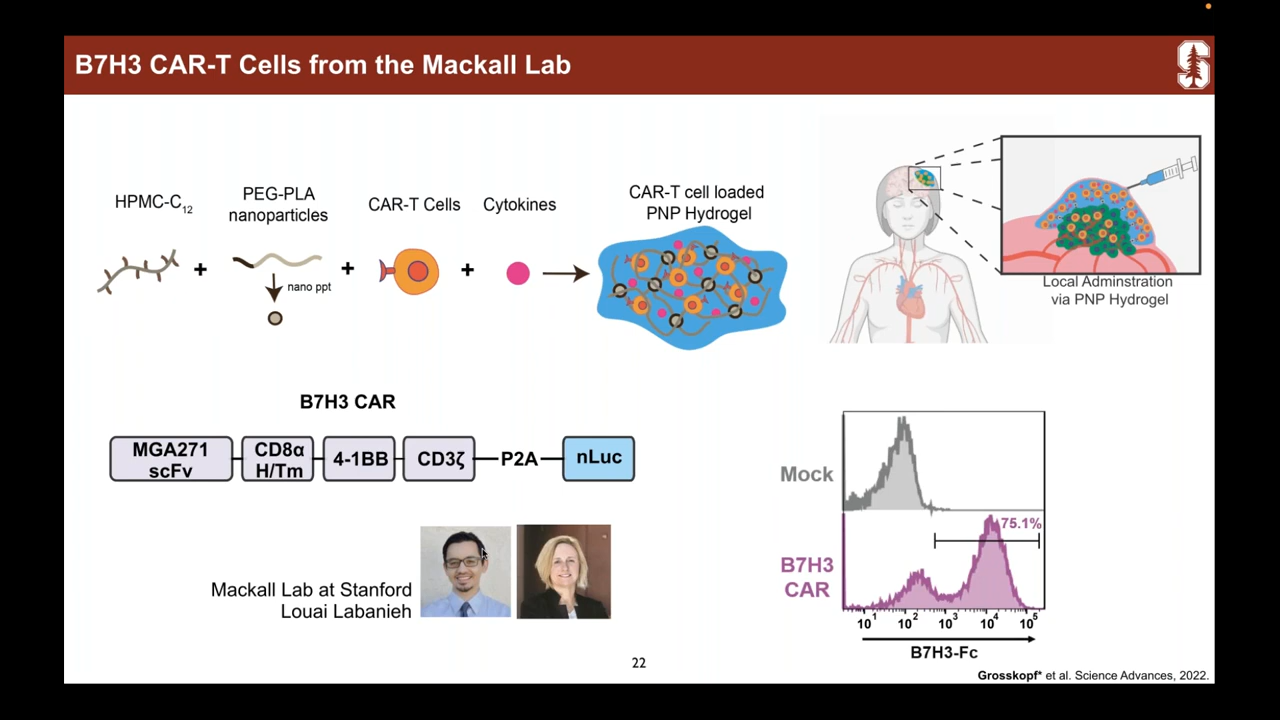 B7H3 CAR-T Cells from the Mackall Lab
HPMC-C12
PEG-PLA
nanoparticles
CAR-T Cells
Cytokines
CAR-T cell loaded
PNP Hydrogel
+
+
+
nano ppt
Local Adminstration
via PNP Hydrogel
B7H3 CAR
MGA271
scFv
CD8α
H/Tm
4-1BB
CD3ζ
P2A
nLuc
Mackall Lab at Stanford
Louai Labanieh
Mock
75.1%
B7H3
CAR
10¹ 10² 10³ 10⁴ 10⁵
B7H3-Fc
22
Grosskopf* et al. Science Advances, 2022.